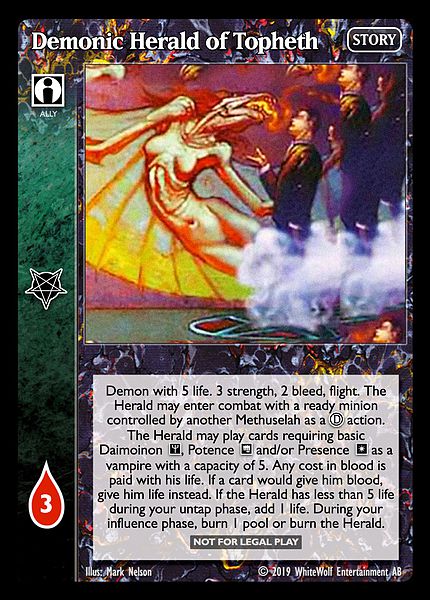 Demonic Herald of Topheth
STORY
ALLY
Demon with 5 life. 3 strength, 2 bleed, flight. The
Herald may enter combat with a ready minion
controlled by another Methuselah as a Ⓓ action.
The Herald may play cards requiring basic
Daimoinon, Potence and/or Presence as a
vampire with a capacity of 5. Any cost in blood is
paid with his life. If a card would give him blood,
give him life instead. If the Herald has less than 5 life
during your untap phase, add 1 life. During your
influence phase, burn 1 pool or burn the Herald.
3
NOT FOR LEGAL PLAY
Illus: Mark Nelson
© 2019 WhiteWolf Entertainment AB